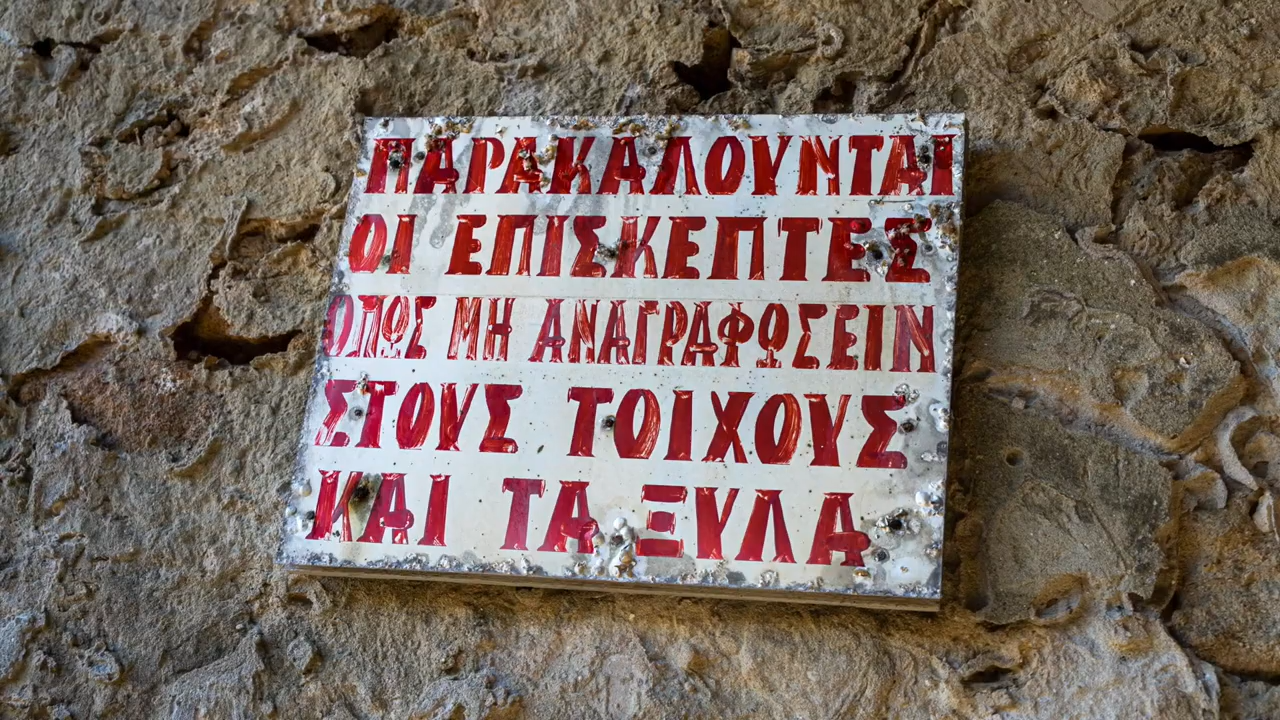 ΠΑΡΑΚΑΛΟΥΝΤΑΙ
ΟΙ ΕΠΙΣΚΕΠΤΕΣ
ΟΠΩΣ ΜΗ ΑΝΑΓΡΑΦΩΣΕΙΝ
ΣΤΟΥΣ ΤΟΙΧΟΥΣ
ΚΑΙ ΤΑ ΞΥΛΑ